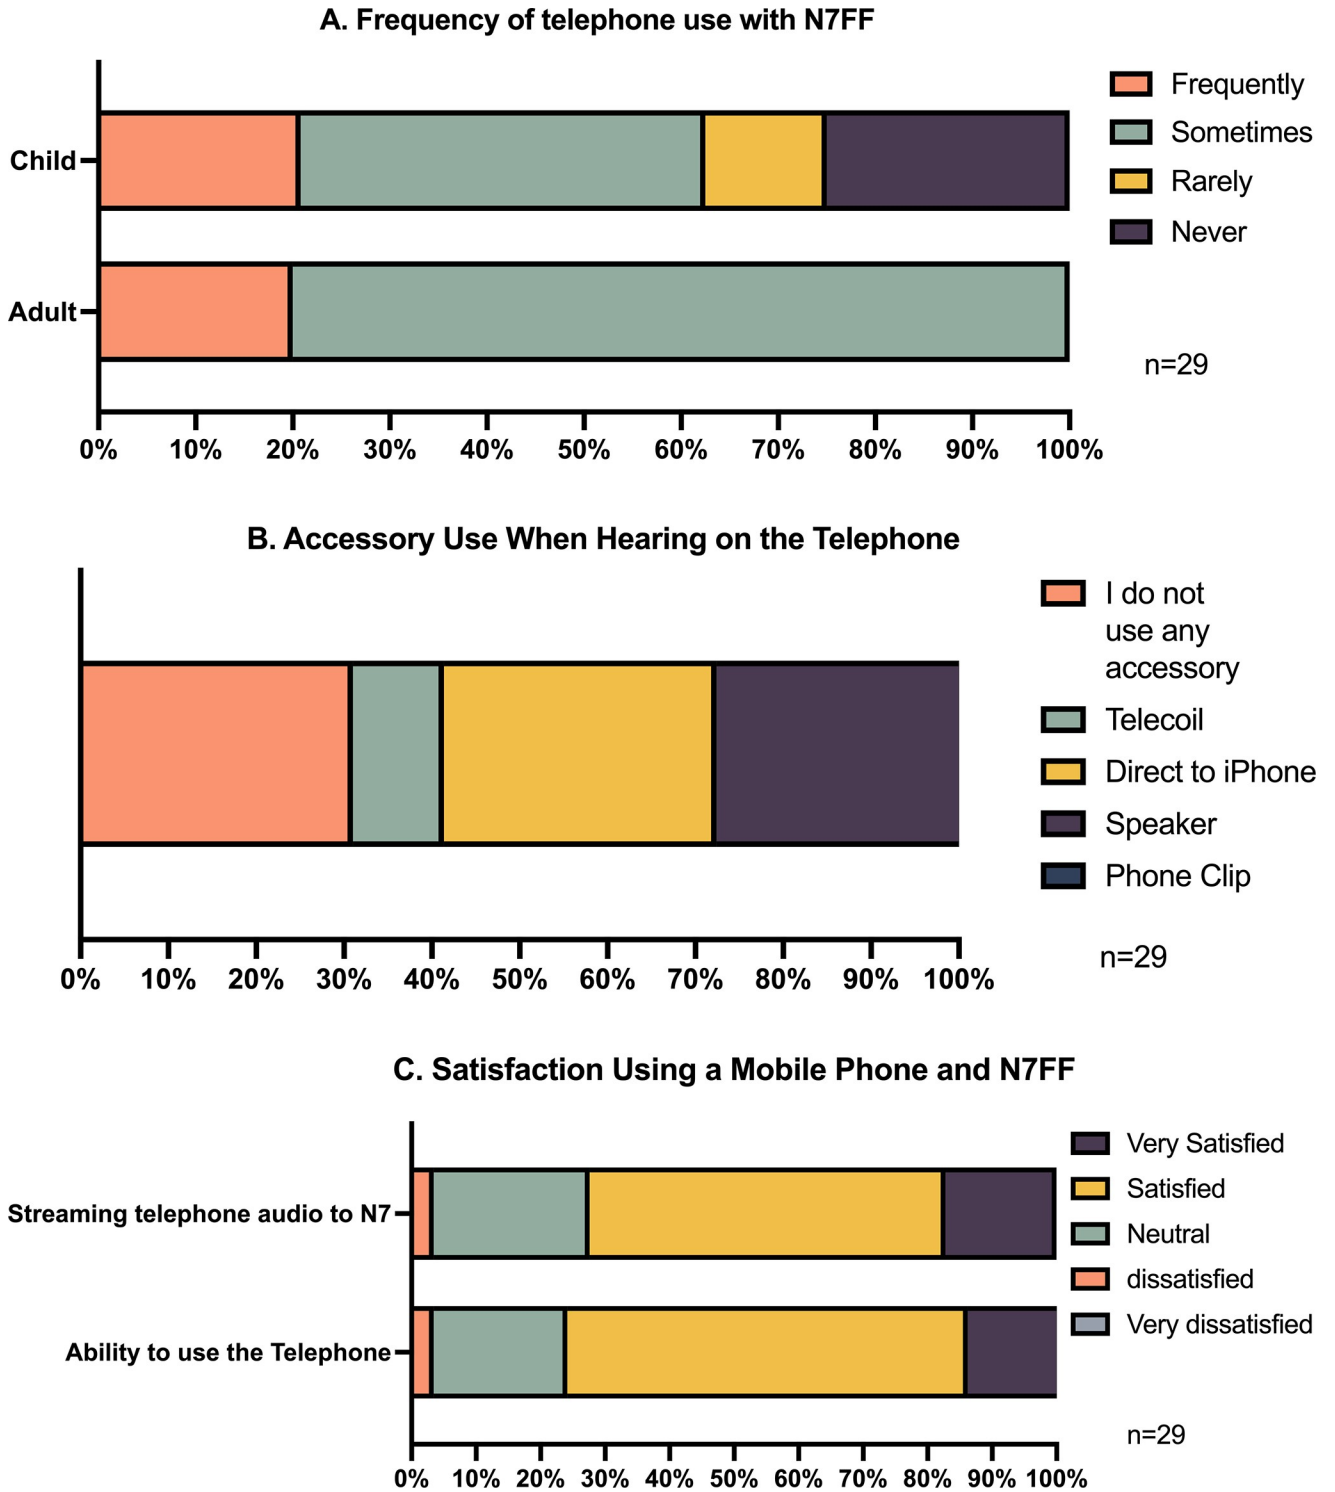 A. Frequency of telephone use with N7FF
Frequently
Sometimes
Rarely
Never
Child
Adult
n=29
0% 10% 20% 30% 40% 50% 60% 70% 80% 90% 100%
B. Accessory Use When Hearing on the Telephone
I do not
use any
accessory
Telecoil
Direct to iPhone
Speaker
Phone Clip
n=29
0% 10% 20% 30% 40% 50% 60% 70% 80% 90% 100%
C. Satisfaction Using a Mobile Phone and N7FF
Very Satisfied
Satisfied
Neutral
dissatisfied
Very dissatisfied
Streaming telephone audio to N7
Ability to use the Telephone
n=29
0% 10% 20% 30% 40% 50% 60% 70% 80% 90% 100%